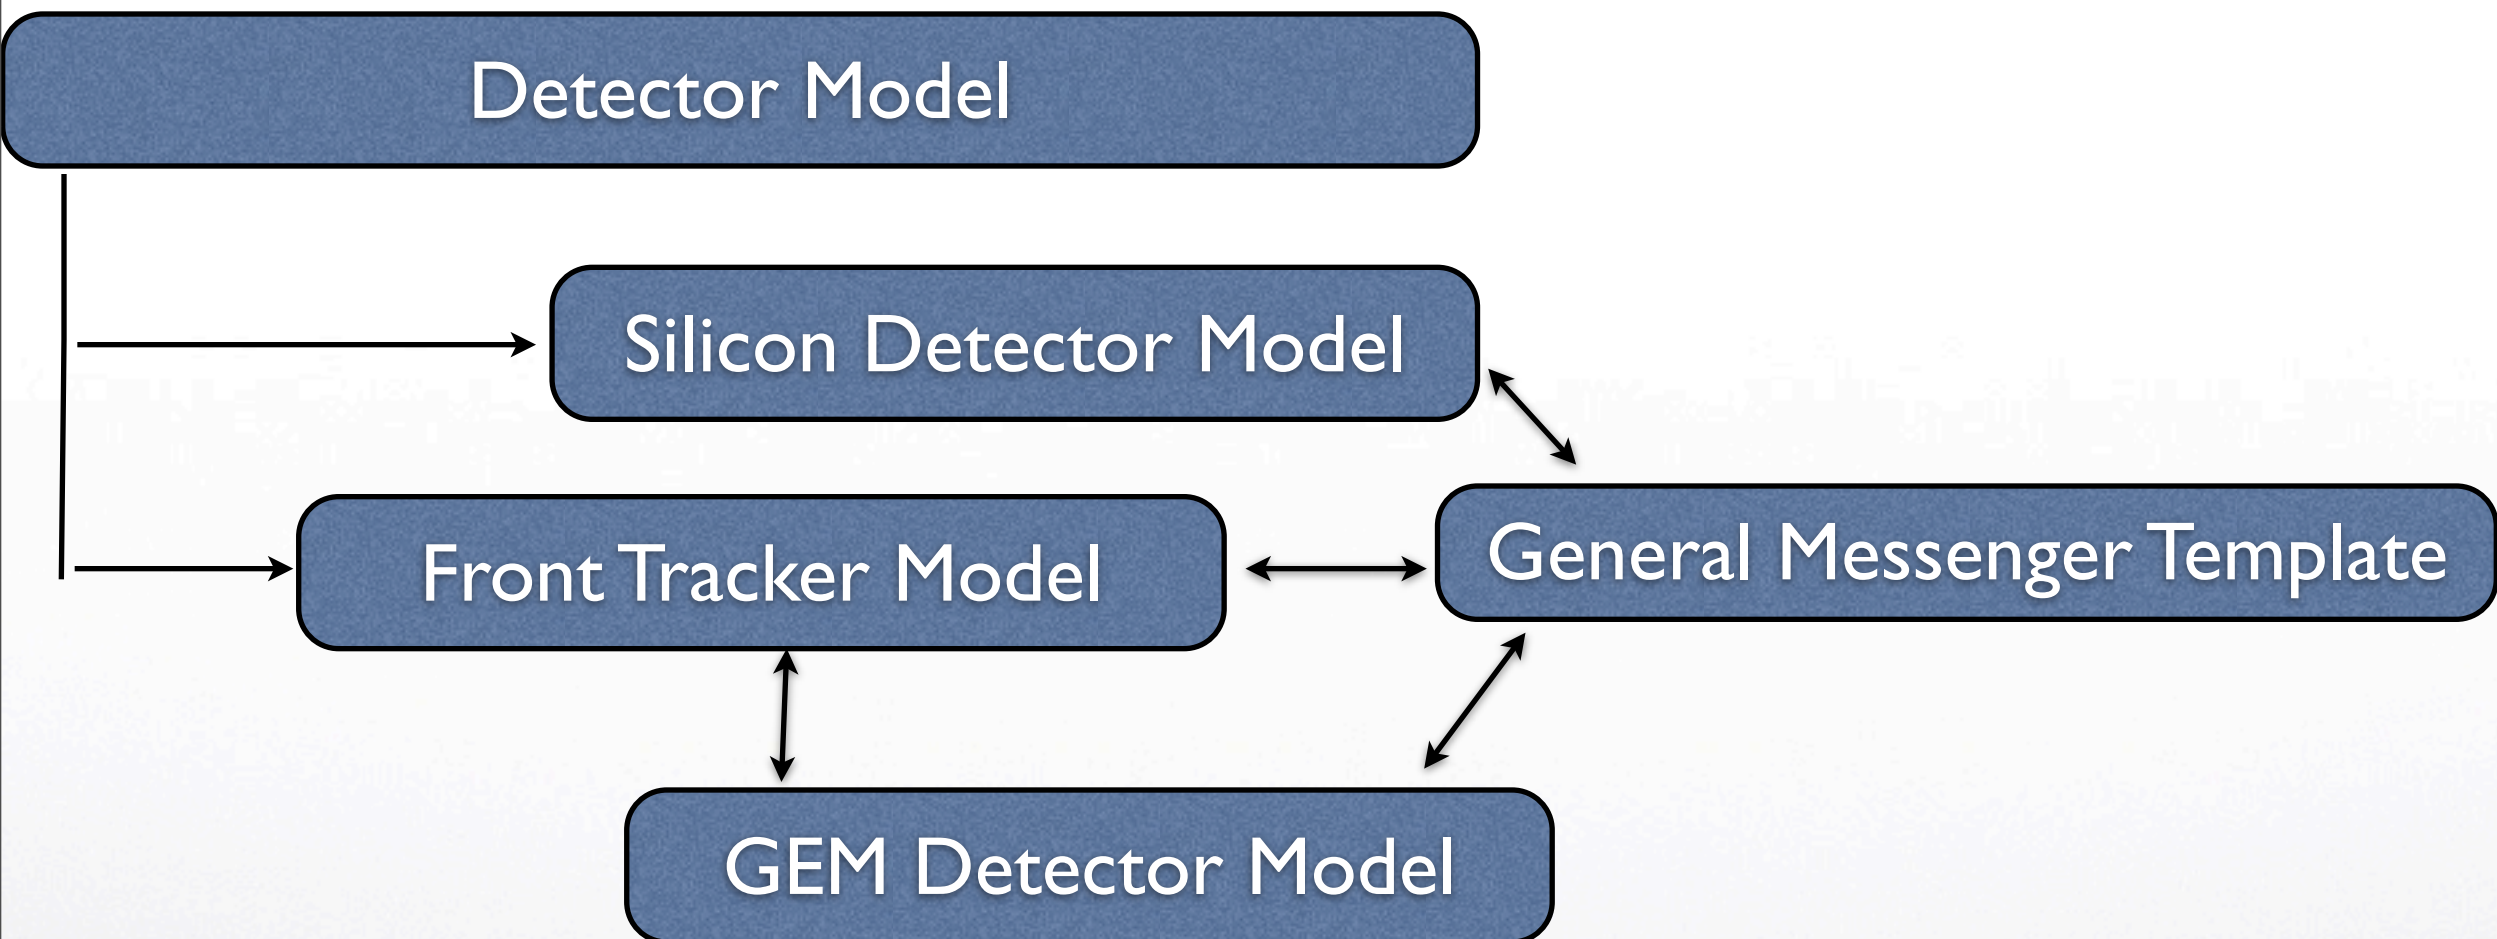 Detector Model
Silicon Detector Model
Front Tracker Model
General Messenger Template
GEM Detector Model